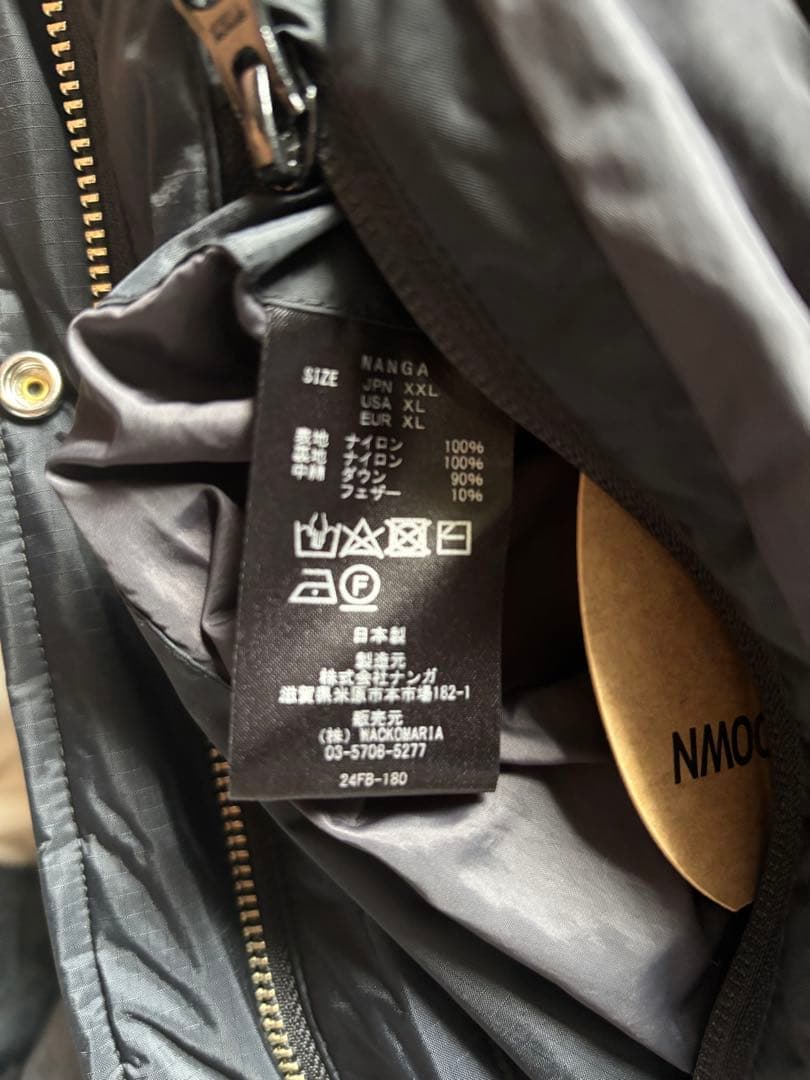 NANGA
SIZE JPN XXL
USA XL
EUR XL
表地 ナイロン 100%
裏地 ナイロン 100%
中綿 ダウン 90%
フェザー 10%
F
日本製
製造元
株式会社ナンガ
滋賀県米原市本市場182-1
販売元
(株) WACKOMARIA
03-5706-5277
24FB-180
DOWN